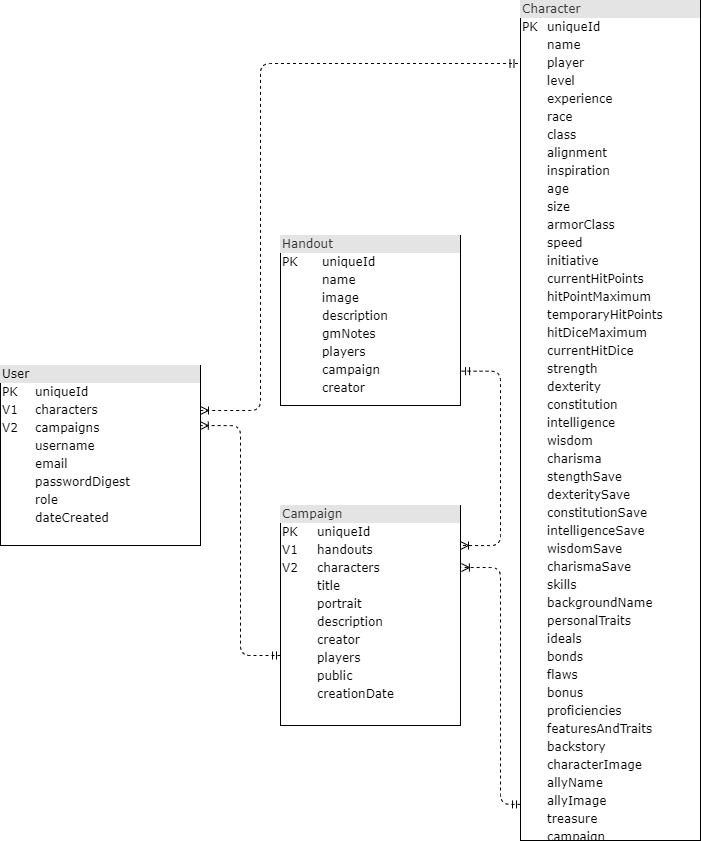 Character
PK uniqueId
name
player
level
experience
race
class
alignment
inspiration
age
size
armorClass
speed
initiative
currentHitPoints
hitPointMaximum
temporaryHitPoints
hitDiceMaximum
currentHitDice
strength
dexterity
constitution
intelligence
wisdom
charisma
stengthSave
dexteritySave
constitutionSave
intelligenceSave
wisdomSave
charismaSave
skills
backgroundName
personalTraits
ideals
bonds
flaws
bonus
proficiencies
featuresAndTraits
backstory
characterImage
allyName
allyImage
treasure
campaign
Handout
PK uniqueId
name
image
description
gmNotes
players
campaign
creator
User
PK uniqueId
V1 characters
V2 campaigns
username
email
passwordDigest
role
dateCreated
Campaign
PK uniqueId
V1 handouts
V2 characters
title
portrait
description
creator
players
public
creationDate